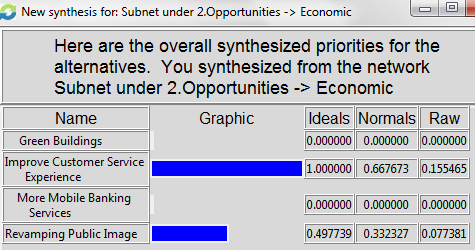 New synthesis for: Subnet under 2.Opportunities -> Economic
Here are the overall synthesized priorities for the
alternatives. You synthesized from the network
Subnet under 2.Opportunities -> Economic
Name Graphic Ideals Normals Raw
Green Buildings 0.000000 0.000000 0.000000
Improve Customer Service
Experience 1.000000 0.667673 0.155465
More Mobile Banking
Services 0.000000 0.000000 0.000000
Revamping Public Image 0.497739 0.332327 0.077381